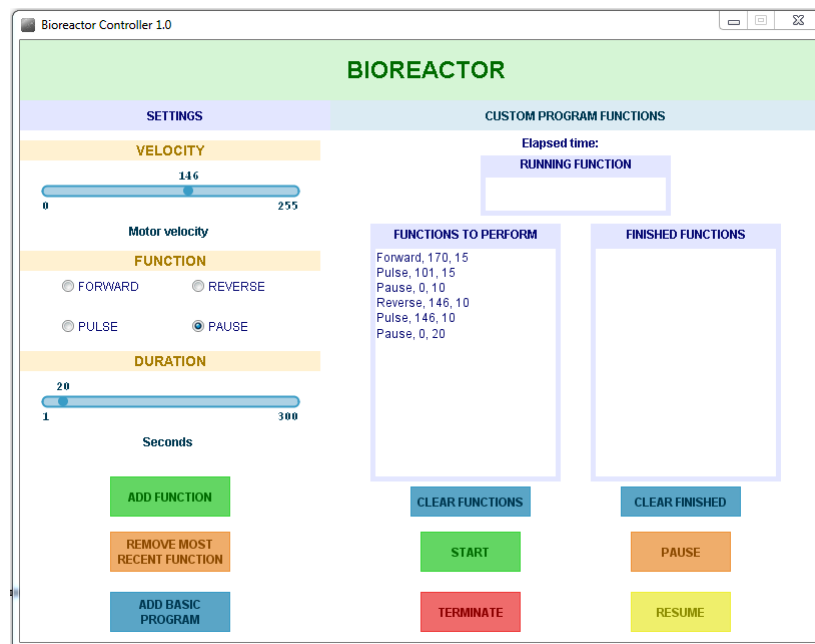 Bioreactor Controller 1.0
BIOREACTOR
SETTINGS
VELOCITY
146
0 255
Motor velocity
FUNCTION
FORWARD REVERSE
PULSE PAUSE
DURATION
20
1 300
Seconds
ADD FUNCTION
REMOVE MOST
RECENT FUNCTION
ADD BASIC
PROGRAM
CUSTOM PROGRAM FUNCTIONS
Elapsed time:
RUNNING FUNCTION
FUNCTIONS TO PERFORM
Forward, 170, 15
Pulse, 101, 15
Pause, 0, 10
Reverse, 146, 10
Pulse, 146, 10
Pause, 0, 20
FINISHED FUNCTIONS
CLEAR FUNCTIONS
CLEAR FINISHED
START
PAUSE
TERMINATE
RESUME